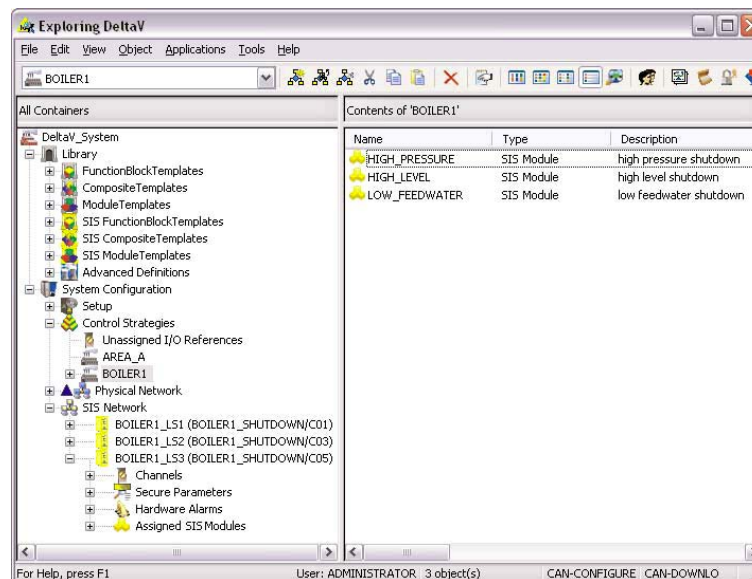 Exploring DeltaV
File Edit View Object Applications Tools Help
BOILER1
All Containers
Contents of 'BOILER1'
DeltaV_System
Library
FunctionBlockTemplates
CompositeTemplates
ModuleTemplates
SIS FunctionBlockTemplates
SIS CompositeTemplates
SIS ModuleTemplates
Advanced Definitions
System Configuration
Setup
Control Strategies
Unassigned I/O References
AREA_A
BOILER1
Physical Network
SIS Network
BOILER1_LS1 (BOILER1_SHUTDOWN/C01)
BOILER1_LS2 (BOILER1_SHUTDOWN/C03)
BOILER1_LS3 (BOILER1_SHUTDOWN/C05)
Channels
Secure Parameters
Hardware Alarms
Assigned SIS Modules
Name Type Description
HIGH_PRESSURE SIS Module high pressure shutdown
HIGH_LEVEL SIS Module high level shutdown
LOW_FEEDWATER SIS Module low feedwater shutdown
For Help, press F1 User: ADMINISTRATOR 3 object(s) CAN-CONFIGURE CAN-DOWNLO